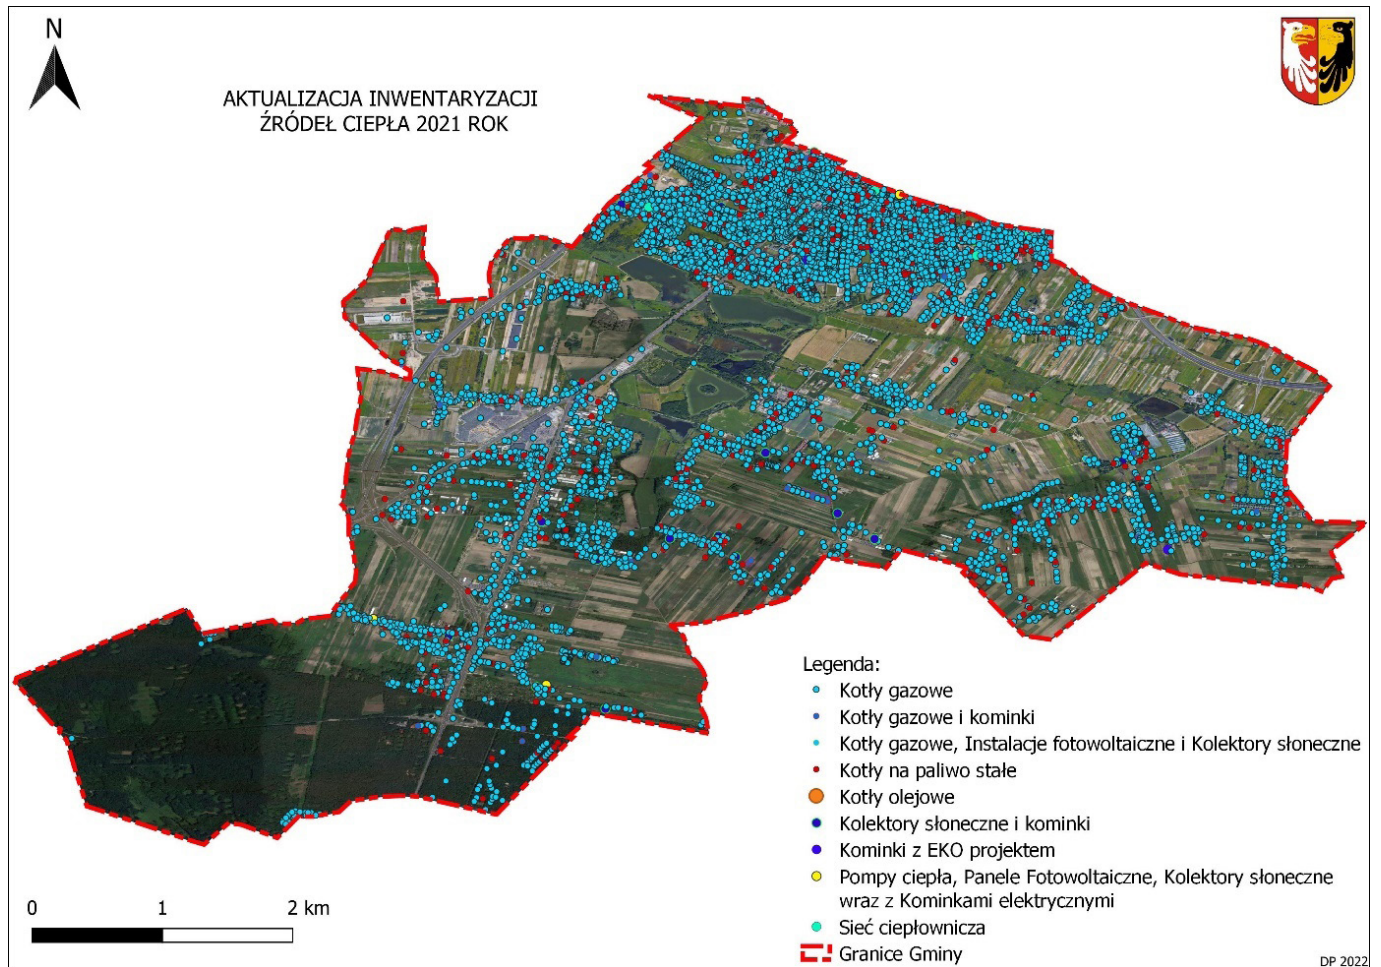 N
AKTUALIZACJA INWENTARYZACJI
ŹRÓDEŁ CIEPŁA 2021 ROK
Legenda:
Kotły gazowe
Kotły gazowe i kominki
Kotły gazowe, Instalacje fotowoltaiczne i Kolektory słoneczne
Kotły na paliwo stałe
Kotły olejowe
Kolektory słoneczne i kominki
Kominki z EKO projektem
Pompy ciepła, Panele Fotowoltaiczne, Kolektory słoneczne
wraz z Kominkami elektrycznymi
Sieć ciepłownicza
Granice Gminy
0 1 2 km
DP 2022